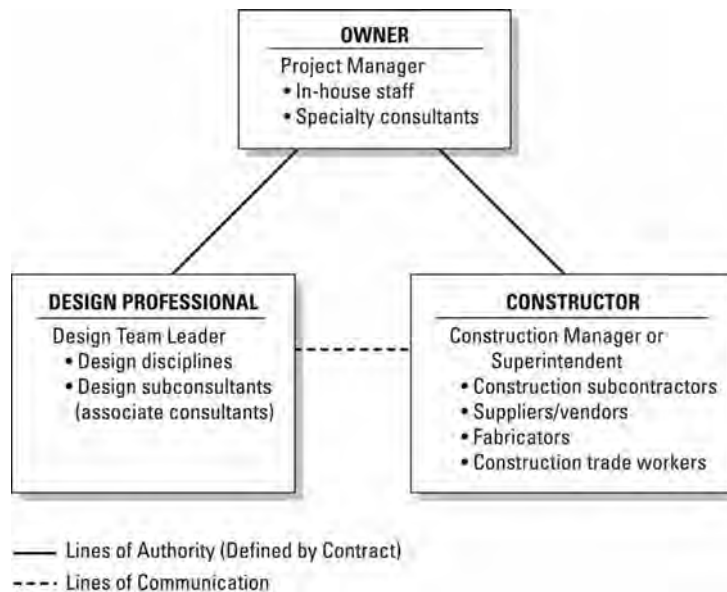 OWNER
Project Manager
• In-house staff
• Specialty consultants
DESIGN PROFESSIONAL
Design Team Leader
• Design disciplines
• Design subconsultants
(associate consultants)
CONSTRUCTOR
Construction Manager or
Superintendent
• Construction subcontractors
• Suppliers/vendors
• Fabricators
• Construction trade workers
Lines of Authority (Defined by Contract)
Lines of Communication